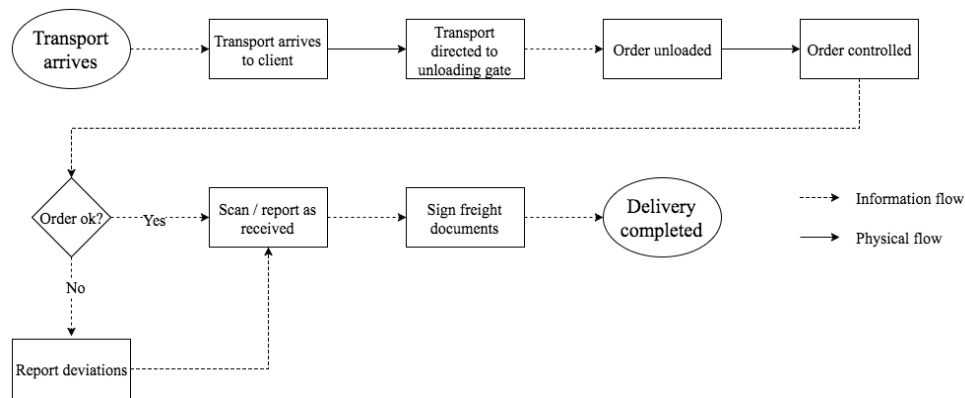 Transport
arrives
Transport arrives
to client
Transport
directed to
unloading gate
Order unloaded
Order controlled
Order ok?
Yes
Scan / report as
received
Sign freight
documents
Delivery
completed
Information flow
Physical flow
No
Report deviations